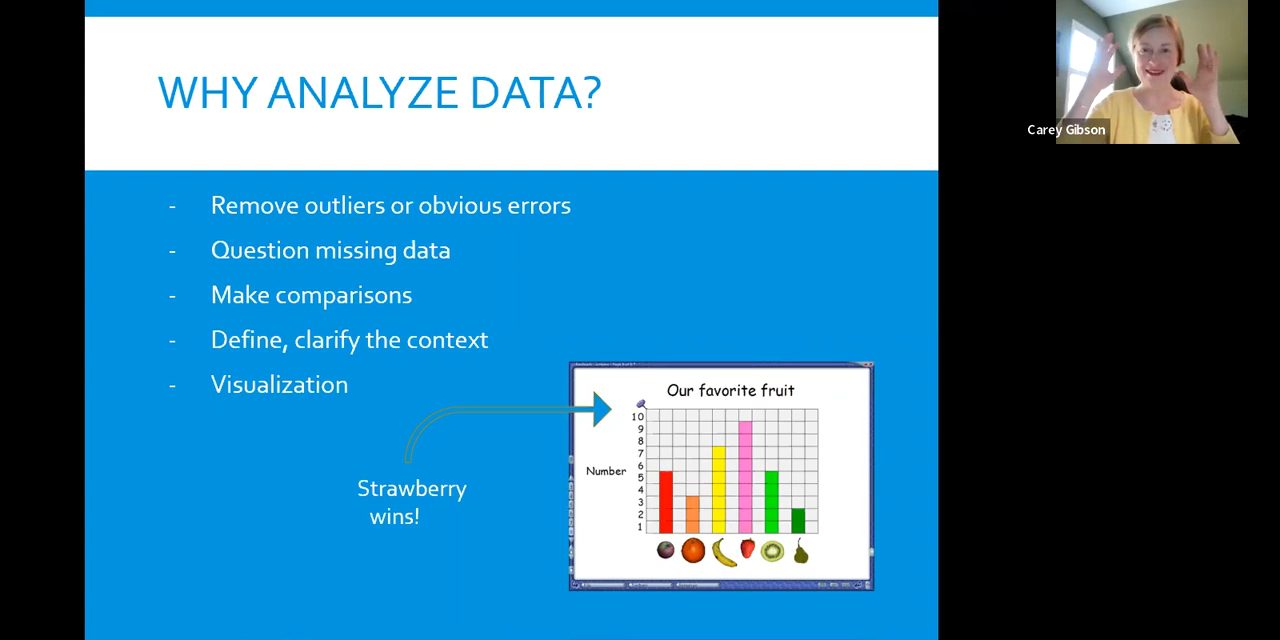 WHY ANALYZE DATA?
Carey Gibson
- Remove outliers or obvious errors
- Question missing data
- Make comparisons
- Define, clarify the context
- Visualization
Strawberry
wins!
Our favorite fruit
Number
10
9
8
7
6
5
4
3
2
1